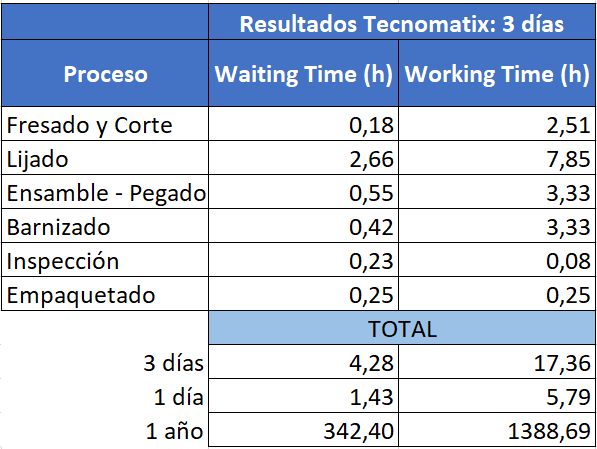 Resultados Tecnomatix: 3 días
Proceso Waiting Time (h) Working Time (h)
Fresado y Corte 0,18 2,51
Lijado 2,66 7,85
Ensamble - Pegado 0,55 3,33
Barnizado 0,42 3,33
Inspección 0,23 0,08
Empaquetado 0,25 0,25
TOTAL
3 días 4,28 17,36
1 día 1,43 5,79
1 año 342,40 1388,69